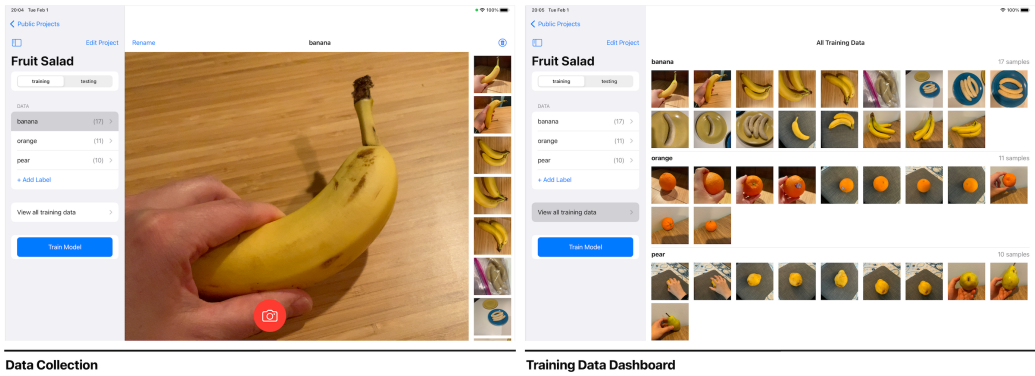 20:04 Tue Feb 1
100%
Public Projects
Edit Project
Rename
banana
Fruit Salad
training
testing
DATA
banana (17)
orange (11)
pear (10)
+ Add Label
View all training data
Train Model
Data Collection
20:05 Tue Feb 1
100%
Public Projects
Edit Project
All Training Data
Fruit Salad
training
testing
DATA
banana (17)
orange (11)
pear (10)
+ Add Label
View all training data
Train Model
banana 17 samples
orange 11 samples
pear 10 samples
Training Data Dashboard